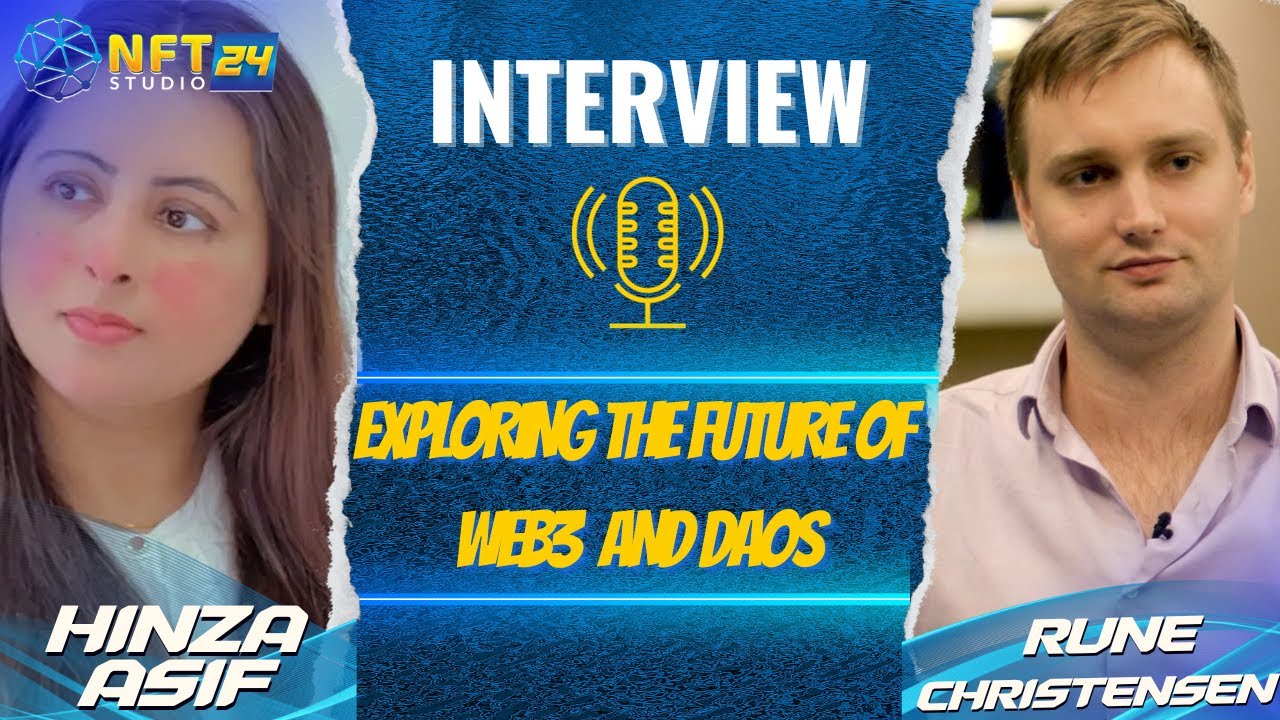 NFT 24
STUDIO
INTERVIEW
EXPLORING THE FUTURE OF
WEB3 AND DAOS
HINZA
ASIF
RUNE
CHRISTENSEN